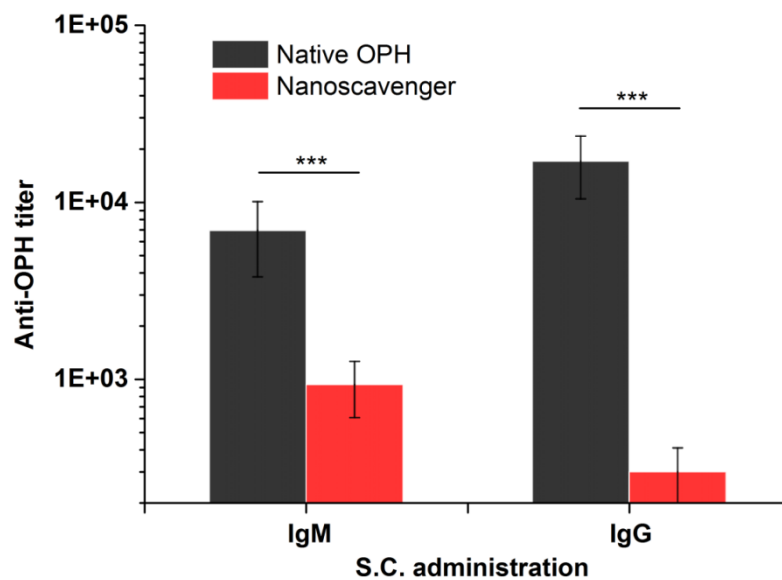 1E+05
Native OPH
Nanoscavenger
***
***
1E+04
Anti-OPH titer
1E+03
IgM
IgG
S.C. administration